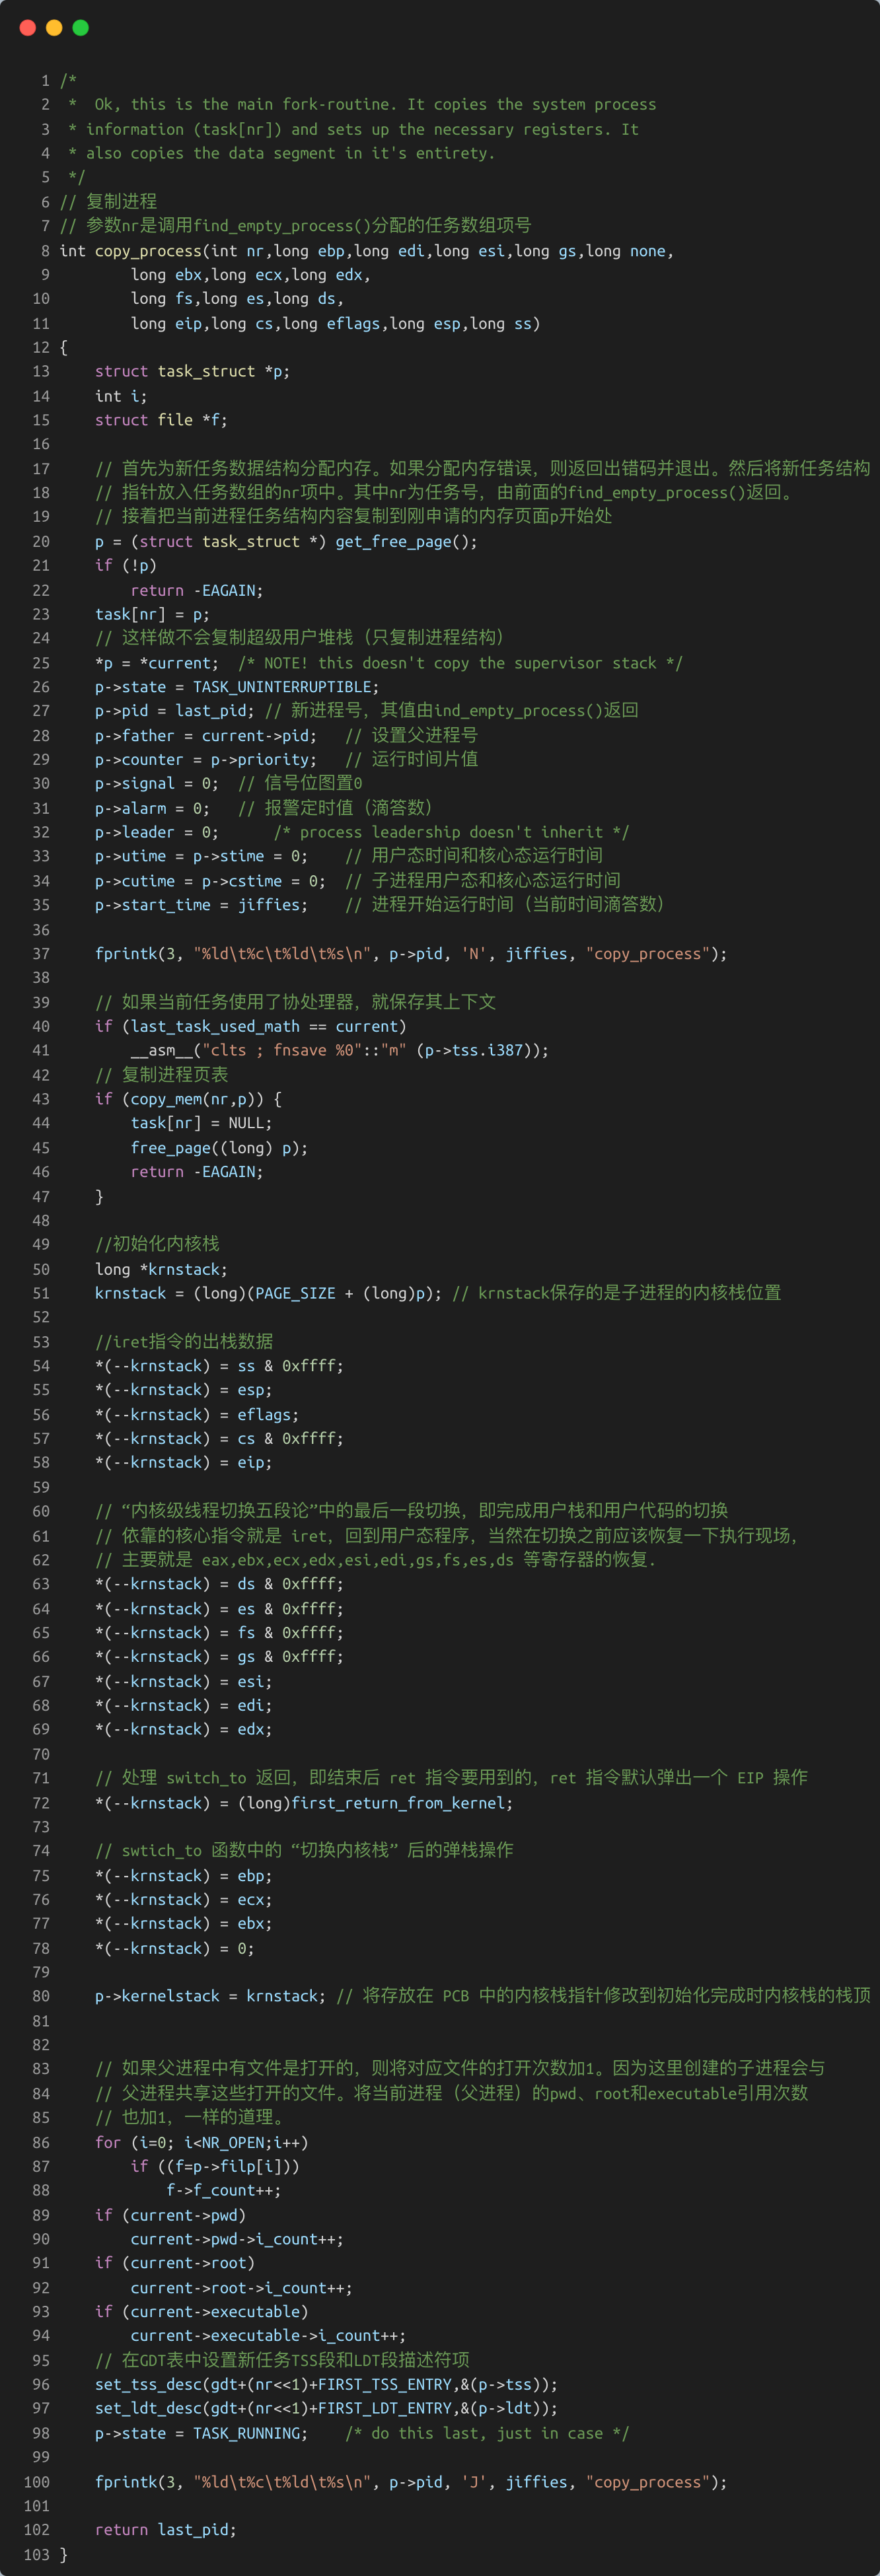 1 /*
2  *  Ok, this is the main fork-routine. It copies the system process
3  * information (task[nr]) and sets up the necessary registers. It
4  * also copies the data segment in it's entirety.
5  */
6 // 复制进程
7 // 参数nr是调用find_empty_process()分配的任务数组项号
8 int copy_process(int nr,long ebp,long edi,long esi,long gs,long none,
9         long ebx,long ecx,long edx,
10         long fs,long es,long ds,
11         long eip,long cs,long eflags,long esp,long ss)
12 {
13     struct task_struct *p;
14     int i;
15     struct file *f;
16
17     // 首先为新任务数据结构分配内存。如果分配内存错误，则返回出错码并退出。然后将新任务结构
18     // 指针放入任务数组的nr项中。其中nr为任务号，由前面的find_empty_process()返回。
19     // 接着把当前进程任务结构内容复制到刚申请的内存页面p开始处
20     p = (struct task_struct *) get_free_page();
21     if (!p)
22         return -EAGAIN;
23     task[nr] = p;
24     // 这样做不会复制超级用户堆栈（只复制进程结构）
25     *p = *current;  /* NOTE! this doesn't copy the supervisor stack */
26     p->state = TASK_UNINTERRUPTIBLE;
27     p->pid = last_pid; // 新进程号，其值由ind_empty_process()返回
28     p->father = current->pid;   // 设置父进程号
29     p->counter = p->priority;   // 运行时间片值
30     p->signal = 0;  // 信号位图置0
31     p->alarm = 0;   // 报警定时值（滴答数）
32     p->leader = 0;      /* process leadership doesn't inherit */
33     p->utime = p->stime = 0;    // 用户态时间和核心态运行时间
34     p->cutime = p->cstime = 0;  // 子进程用户态和核心态运行时间
35     p->start_time = jiffies;    // 进程开始运行时间（当前时间滴答数）
36
37     fprintk(3, "%ld\t%c\t%ld\t%s\n", p->pid, 'N', jiffies, "copy_process");
38
39     // 如果当前任务使用了协处理器，就保存其上下文
40     if (last_task_used_math == current)
41         __asm__("clts ; fnsave %0"::"m" (p->tss.i387));
42     // 复制进程页表
43     if (copy_mem(nr,p)) {
44         task[nr] = NULL;
45         free_page((long) p);
46         return -EAGAIN;
47     }
48
49     //初始化内核栈
50     long *krnstack;
51     krnstack = (long)(PAGE_SIZE + (long)p); // krnstack保存的是子进程的内核栈位置
52
53     //iret指令的出栈数据
54     *(--krnstack) = ss & 0xffff;
55     *(--krnstack) = esp;
56     *(--krnstack) = eflags;
57     *(--krnstack) = cs & 0xffff;
58     *(--krnstack) = eip;
59
60     // “内核级线程切换五段论”中的最后一段切换，即完成用户栈和用户代码的切换
61     // 依靠的核心指令就是 iret，回到用户态程序，当然在切换之前应该恢复一下执行现场，
62     // 主要就是 eax,ebx,ecx,edx,esi,edi,gs,fs,es,ds 等寄存器的恢复.
63     *(--krnstack) = ds & 0xffff;
64     *(--krnstack) = es & 0xffff;
65     *(--krnstack) = fs & 0xffff;
66     *(--krnstack) = gs & 0xffff;
67     *(--krnstack) = esi;
68     *(--krnstack) = edi;
69     *(--krnstack) = edx;
70
71     // 处理 switch_to 返回，即结束后 ret 指令要用到的，ret 指令默认弹出一个 EIP 操作
72     *(--krnstack) = (long)first_return_from_kernel;
73
74     // swtich_to 函数中的 “切换内核栈” 后的弹栈操作
75     *(--krnstack) = ebp;
76     *(--krnstack) = ecx;
77     *(--krnstack) = ebx;
78     *(--krnstack) = 0;
79
80     p->kernelstack = krnstack; // 将存放在 PCB 中的内核栈指针修改到初始化完成时内核栈的栈顶
81
82
83     // 如果父进程中有文件是打开的，则将对应文件的打开次数加1。因为这里创建的子进程会与
84     // 父进程共享这些打开的文件。将当前进程（父进程）的pwd、root和executable引用次数
85     // 也加1，一样的道理。
86     for (i=0; i<NR_OPEN;i++)
87         if ((f=p->filp[i]))
88             f->f_count++;
89     if (current->pwd)
90         current->pwd->i_count++;
91     if (current->root)
92         current->root->i_count++;
93     if (current->executable)
94         current->executable->i_count++;
95     // 在GDT表中设置新任务TSS段和LDT段描述符项
96     set_tss_desc(gdt+(nr<<1)+FIRST_TSS_ENTRY,&(p->tss));
97     set_ldt_desc(gdt+(nr<<1)+FIRST_LDT_ENTRY,&(p->ldt));
98     p->state = TASK_RUNNING;    /* do this last, just in case */
99
100     fprintk(3, "%ld\t%c\t%ld\t%s\n", p->pid, 'J', jiffies, "copy_process");
101
102     return last_pid;
103 }